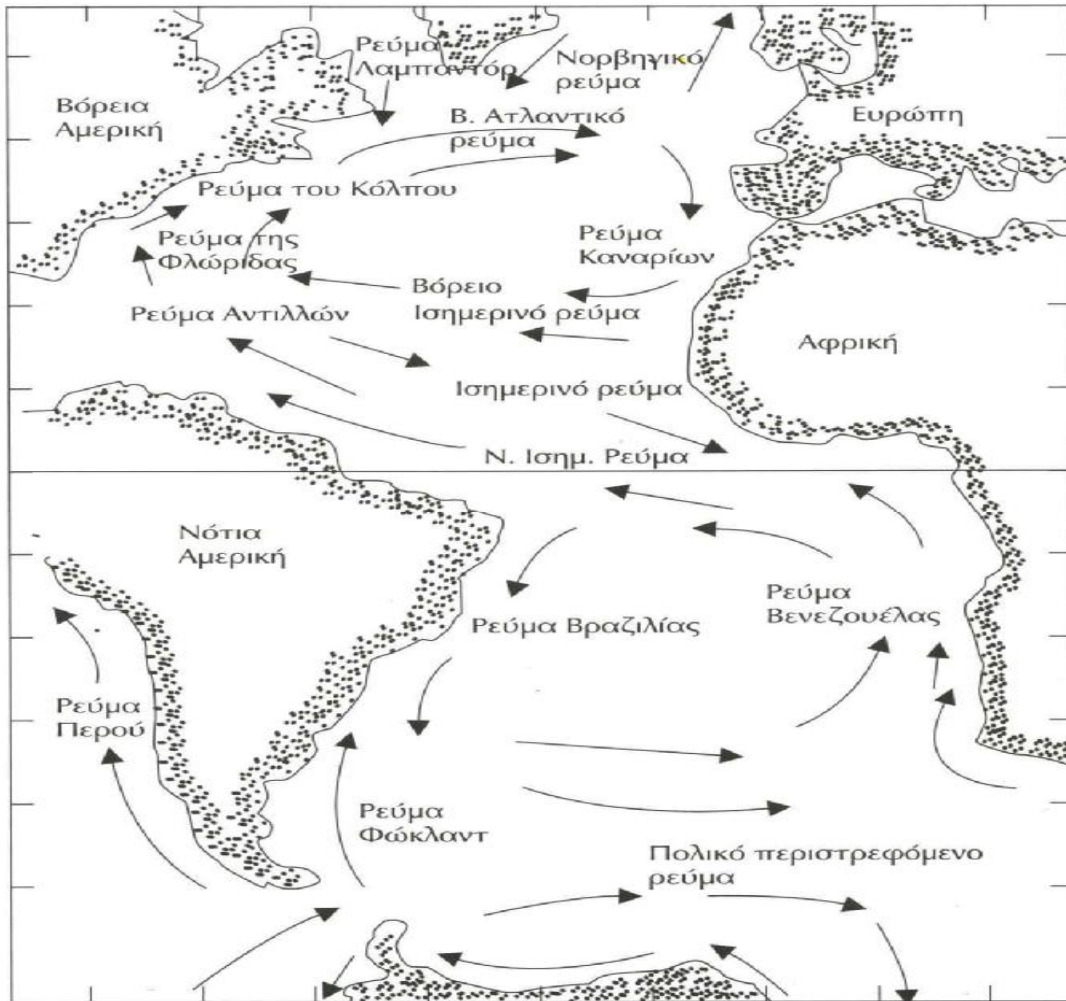 Ρεύμα
Λαμπαντόρ
Νορβηγικό
ρεύμα
Βόρεια
Αμερική
Β. Ατλαντικό
ρεύμα
Ευρώπη
Ρεύμα του Κόλπου
Ρεύμα της
Φλώριδας
Ρεύμα
Καναρίων
Βόρειο
Ισημερινό ρεύμα
Ρεύμα Αντιλλών
Αφρική
Ισημερινό ρεύμα
Ν. Ισημ. Ρεύμα
Νότια
Αμερική
Ρεύμα
Βενεζουέλας
Ρεύμα Βραζιλίας
Ρεύμα
Περού
Ρεύμα
Φώκλαντ
Πολικό περιστρεφόμενο
ρεύμα